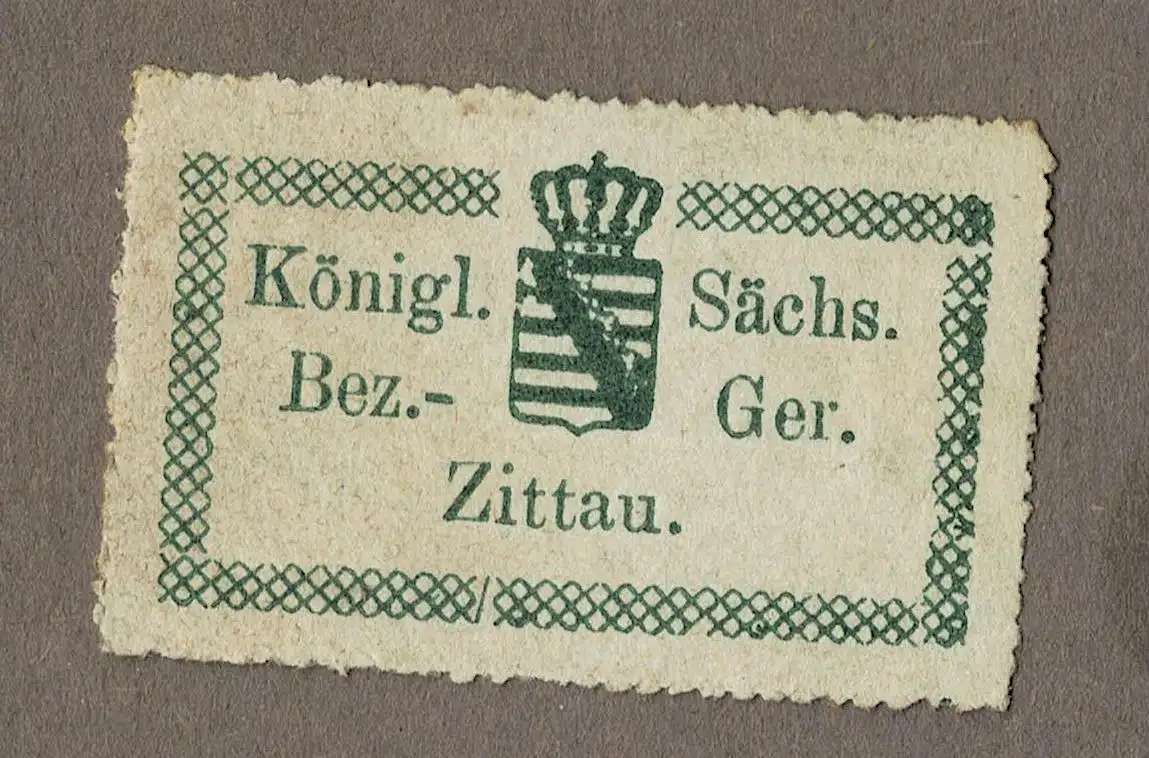 Königl. Sächs.
Bez.- Ger.
Zittau.